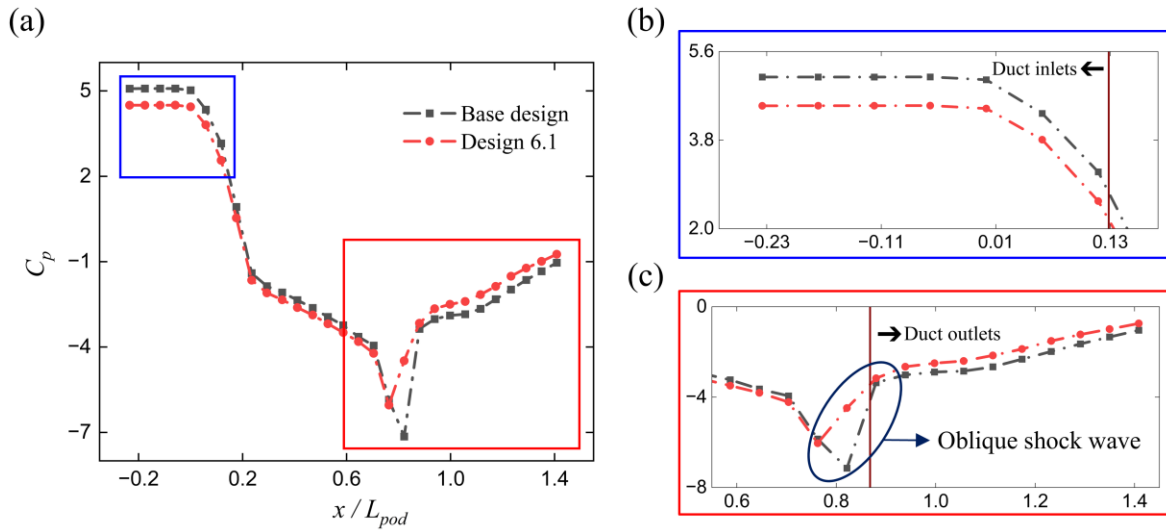 (a)
5
2
−1
−4
−7
C_p
−0.2
0.2
0.6
1.0
1.4
x / L_pod
Base design
Design 6.1
(b)
5.6
3.8
2.0
Duct inlets
−0.23
−0.11
0.01
0.13
(c)
0
−4
−8
Duct outlets
Oblique shock wave
0.6
0.8
1.0
1.2
1.4